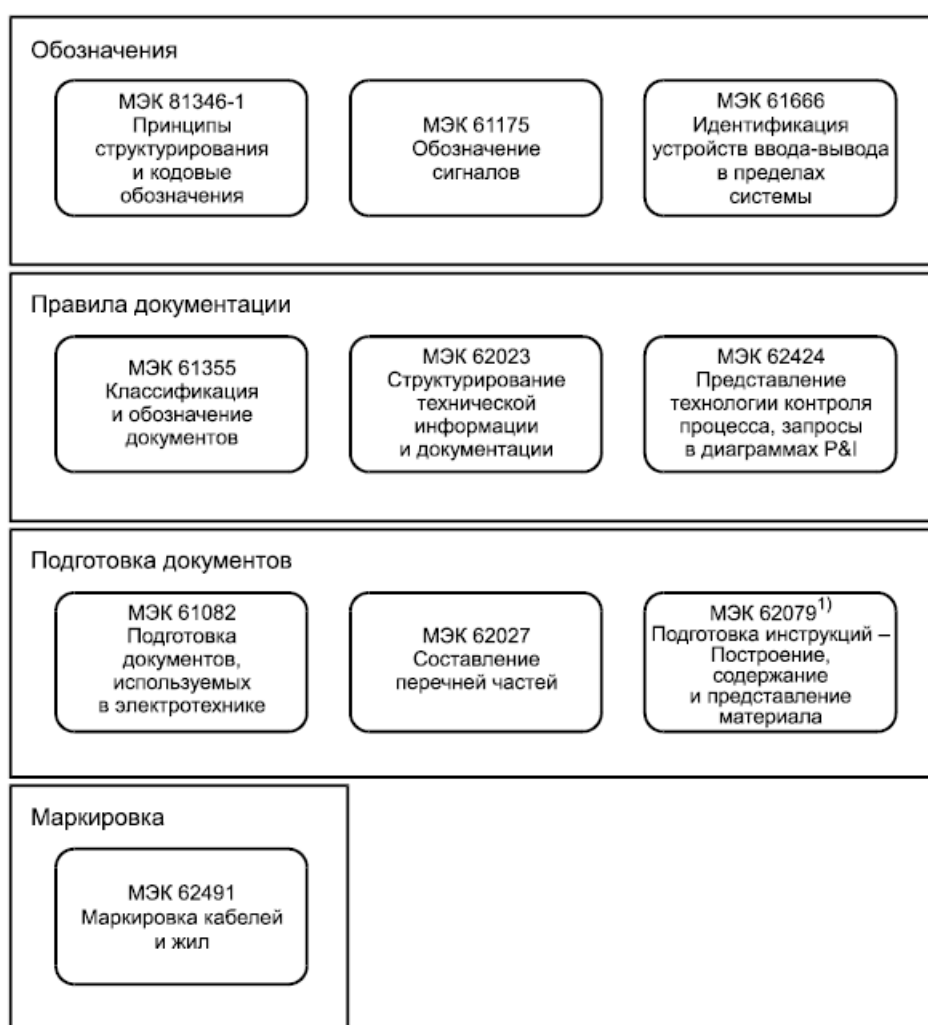 Обозначения
МЭК 81346-1
Принципы
структурирования
и кодовые
обозначения
МЭК 61175
Обозначение
сигналов
МЭК 61666
Идентификация
устройств ввода-вывода
в пределах
системы
Правила документации
МЭК 61355
Классификация
и обозначение
документов
МЭК 62023
Структурирование
технической
информации
и документации
МЭК 62424
Представление
технологии контроля
процесса, запросы
в диаграммах P&I
Подготовка документов
МЭК 61082
Подготовка
документов,
используемых
в электротехнике
МЭК 62027
Составление
перечней частей
МЭК 62079¹⁾
Подготовка инструкций –
Построение,
содержание
и представление
материала
Маркировка
МЭК 62491
Маркировка кабелей
и жил